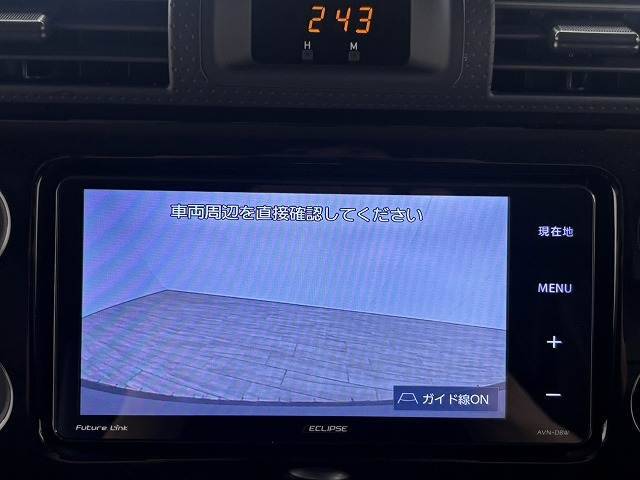 243
H M
車両周辺を直接確認してください
現在地
MENU
+
−
ガイド線ON
Future Link
ECLIPSE
AVN-D8W